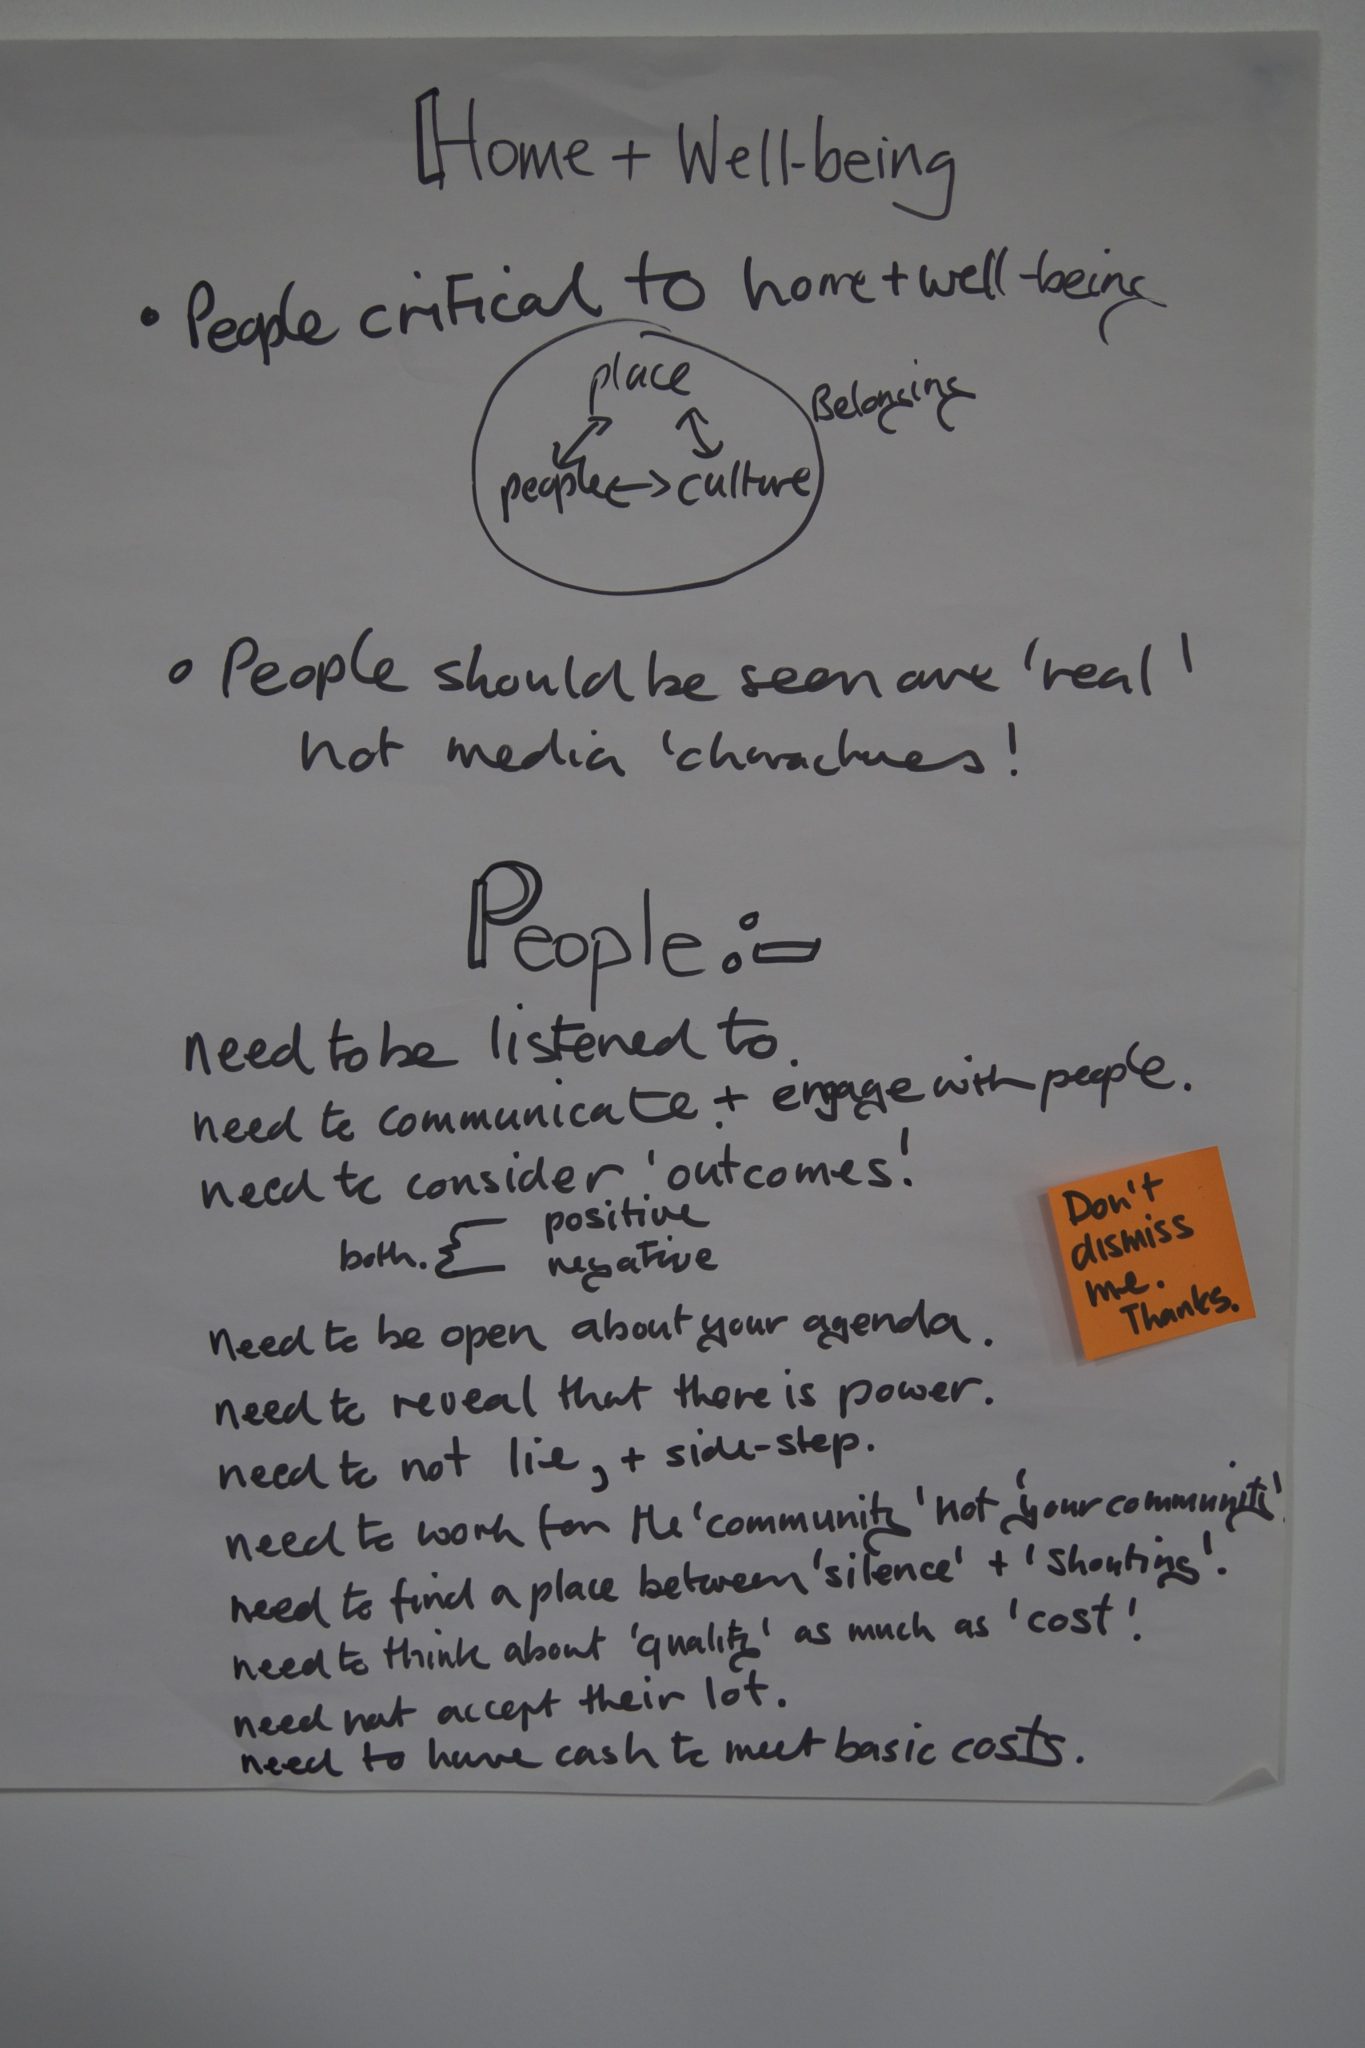 Home + Well-being
• People critical to home + well-being
place
Belonging
people <-> culture
• People should be seen are 'real'
not media 'charactures'!
People :-
need to be listened to.
need to communicate + engage with people.
need to consider 'outcomes'!
both. { positive
negative
need to be open about your agenda.
need to reveal that there is power.
need to not lie, + side-step.
need to work for the 'community' not 'your community'.
need to find a place between 'silence' + 'shouting'.
need to think about 'quality' as much as 'cost'!
need not accept their lot.
need to have cash to meet basic costs.
Don't
dismiss
me.
Thanks.